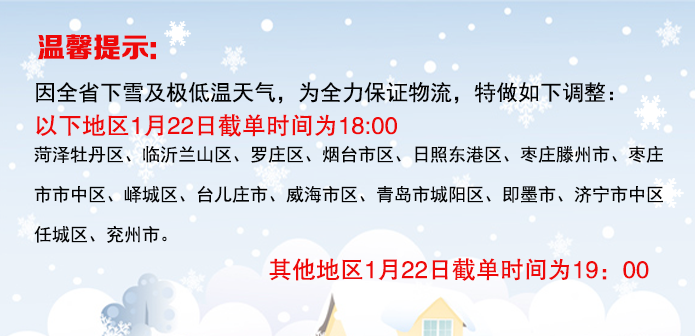 温馨提示:
因全省下雪及极低温天气，为全力保证物流，特做如下调整：
以下地区1月22日截单时间为18:00
菏泽牡丹区、临沂兰山区、罗庄区、烟台市区、日照东港区、枣庄滕州市、枣庄
市市中区、峄城区、台儿庄市、威海市区、青岛市城阳区、即墨市、济宁市中区
任城区、兖州市。
其他地区1月22日截单时间为19：00